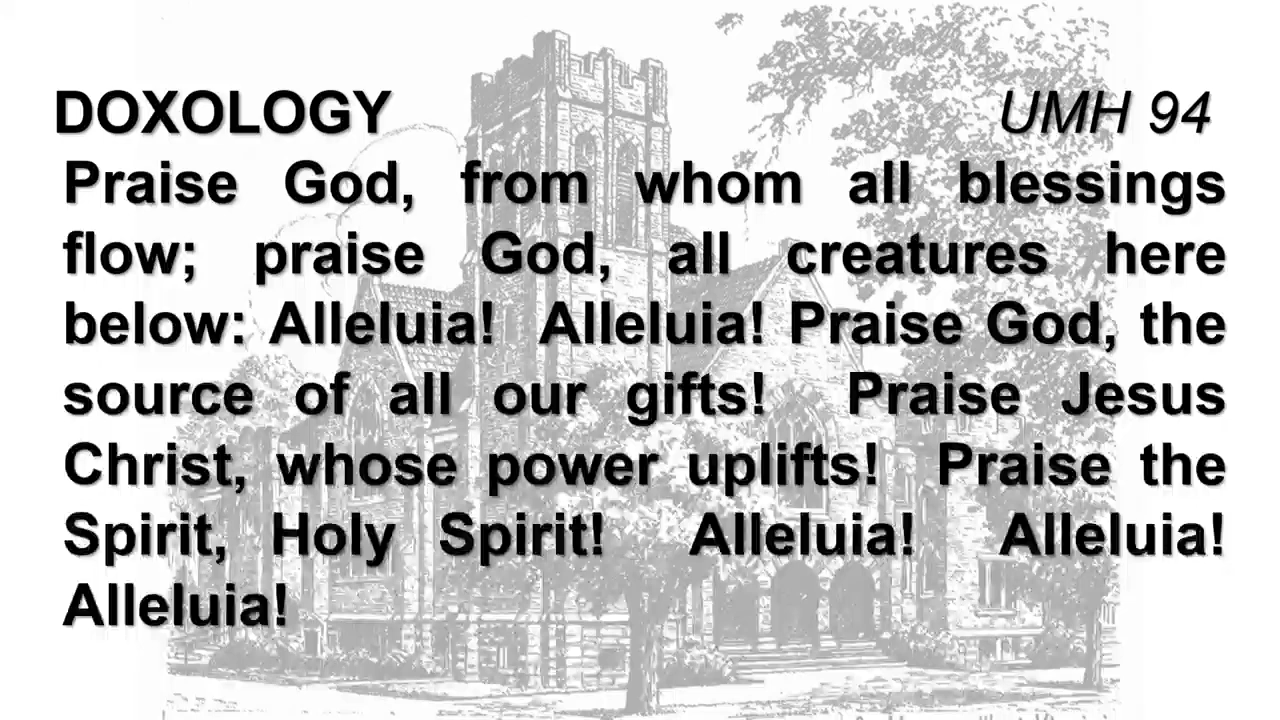 DOXOLOGY UMH 94
Praise God, from whom all blessings
flow; praise God, all creatures here
below: Alleluia! Alleluia! Praise God, the
source of all our gifts! Praise Jesus
Christ, whose power uplifts! Praise the
Spirit, Holy Spirit! Alleluia! Alleluia!
Alleluia!